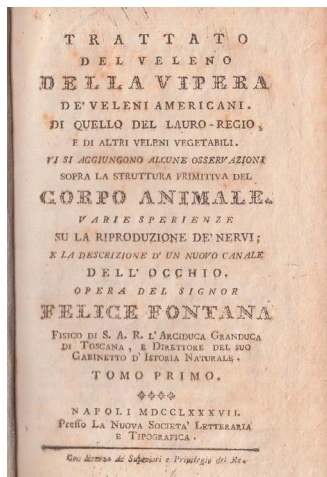 TRATTATO
DEL VELENO
DELLA VIPERA
DE' VELENI AMERICANI.
DI QUELLO DEL LAURO-REGIO,
E DI ALTRI VELENI VEGETABILI.
VI SI AGGIUNGONO ALCUNE OSSERVAZIONI
SOPRA LA STRUTTURA PRIMITIVA DEL
CORPO ANIMALE.
VARIE SPERIENZE
SU LA RIPRODUZIONE DE' NERVI;
E LA DESCRIZIONE D' UN NUOVO CANALE
DELL' OCCHIO.
OPERA DEL SIGNOR
FELICE FONTANA
FISICO DI S. A. R. L'ARCIDUCA GRANDUCA
DI TOSCANA, E DIRETTORE DEL SUO
GABINETTO D'ISTORIA NATURALE.
TOMO PRIMO.
NAPOLI MDCCLXXXVII.
Presso LA NUOVA SOCIETA' LETTERARIA
E TIPOGRAFICA.
Con licenza de' Superiori e Privilegio del Re.